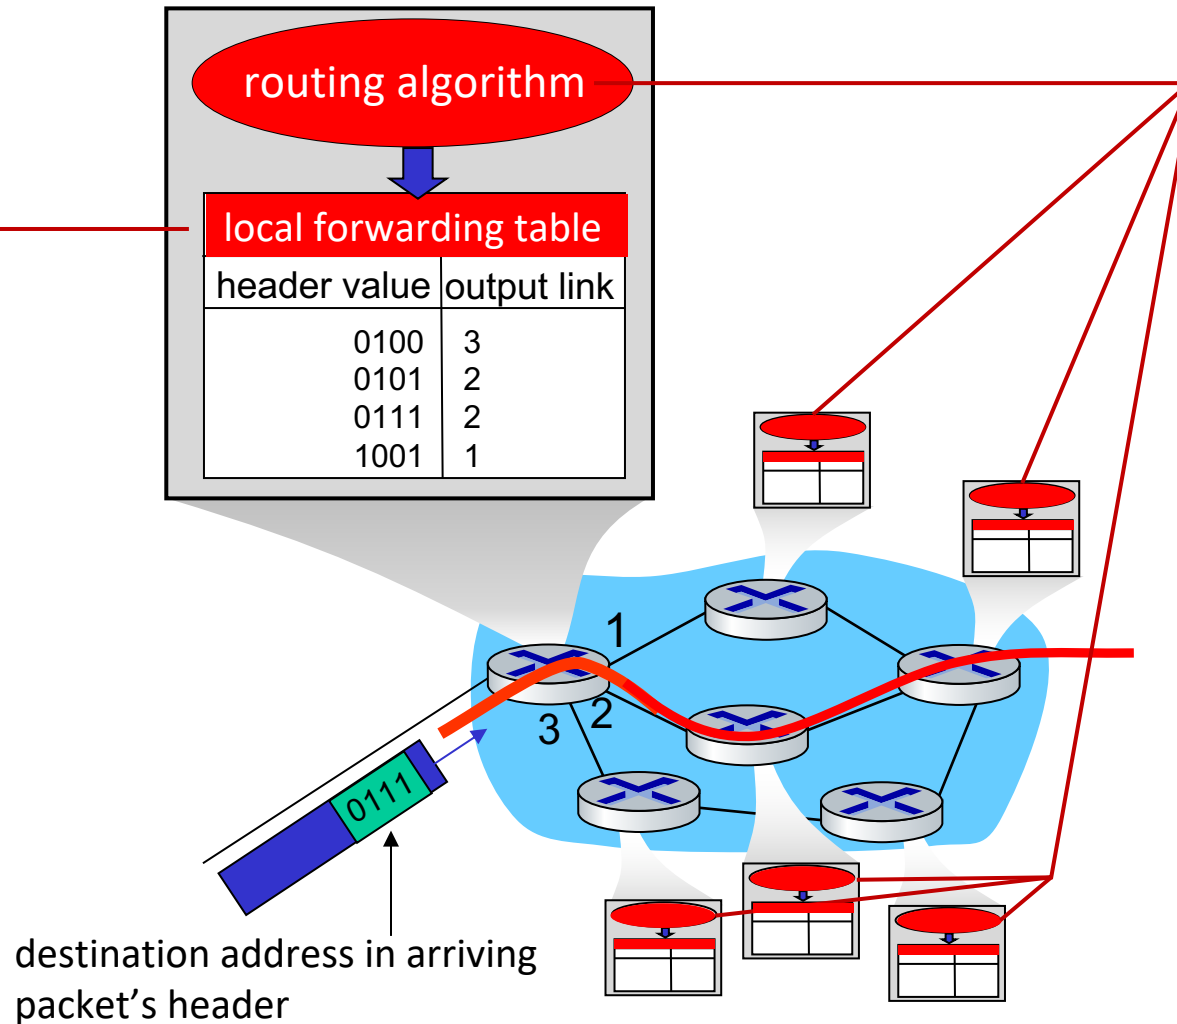 routing algorithm
local forwarding table
header value output link
0100 3
0101 2
0111 2
1001 1
1
2
3
0111
destination address in arriving
packet’s header